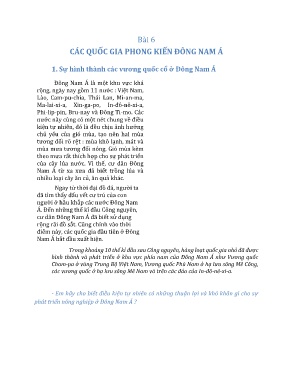 Bài 6
CÁC QUỐC GIA PHONG KIẾN ĐÔNG NAM Á
1. Sự hình thành các vương quốc cổ ở Đông Nam Á
Đông Nam Á là một khu vực khá
rộng, ngày nay gồm 11 nước : Việt Nam,
Lào, Cam-pu-chia, Thái Lan, Mi-an-ma,
Ma-lai-xi-a, Xin-ga-po, In-đô-nê-xi-a,
Phi-lip-pin, Bru-nay và Đông Ti-mo. Các
nước này cùng có một nét chung về điều
kiện tự nhiên, đó là đều chịu ảnh hưởng
chủ yếu của gió mùa, tạo nên hai mùa
tương đối rõ rệt : mùa khô lạnh, mát và
mùa mưa tương đối nóng. Gió mùa kèm
theo mưa rất thích hợp cho sự phát triển
của cây lúa nước. Vì thế, cư dân Đông
Nam Á từ xa xưa đã biết trồng lúa và
nhiều loại cây ăn củ, ăn quả khác.
Ngay từ thời đại đồ đá, người ta
đã tìm thấy dấu vết cư trú của con
người ở hầu khắp các nước Đông Nam
Á. Đến những thế kỉ đầu Công nguyên,
cư dân Đông Nam Á đã biết sử dụng
rộng rãi đồ sắt. Cũng chính vào thời
điểm này, các quốc gia đầu tiên ở Đông
Nam Á bắt đầu xuất hiện.
Trong khoảng 10 thế kỉ đầu sau Công nguyên, hàng loạt quốc gia nhỏ đã được
hình thành và phát triển ở khu vực phía nam của Đông Nam Á như Vương quốc
Cham-pa ở vùng Trung Bộ Việt Nam, Vương quốc Phù Nam ở hạ lưu sông Mê Công,
các vương quốc ở hạ lưu sông Mê Nam và trên các đảo của In-đô-nê-xi-a.
- Em hãy cho biết điều kiện tự nhiên có những thuận lợi và khó khăn gì cho sự
phát triển nông nghiệp ở Đông Nam Á ?